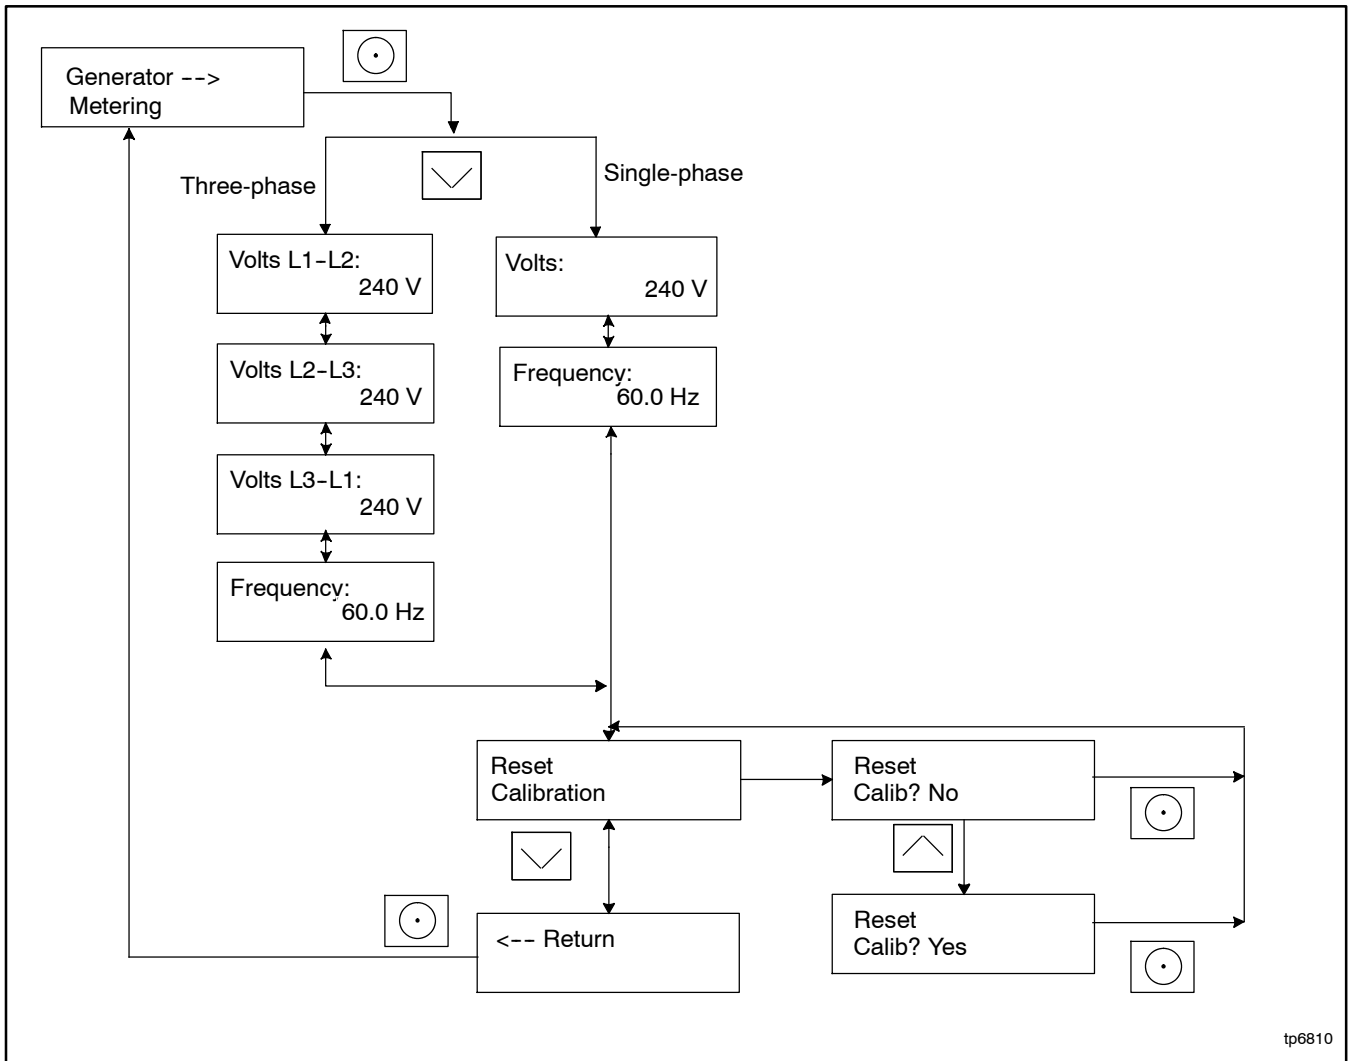 Generator -->
Metering
Three-phase
Single-phase
Volts L1-L2:
240 V
Volts:
240 V
Volts L2-L3:
240 V
Frequency:
60.0 Hz
Volts L3-L1:
240 V
Frequency:
60.0 Hz
Reset
Calibration
Reset
Calib? No
<-- Return
Reset
Calib? Yes
tp6810